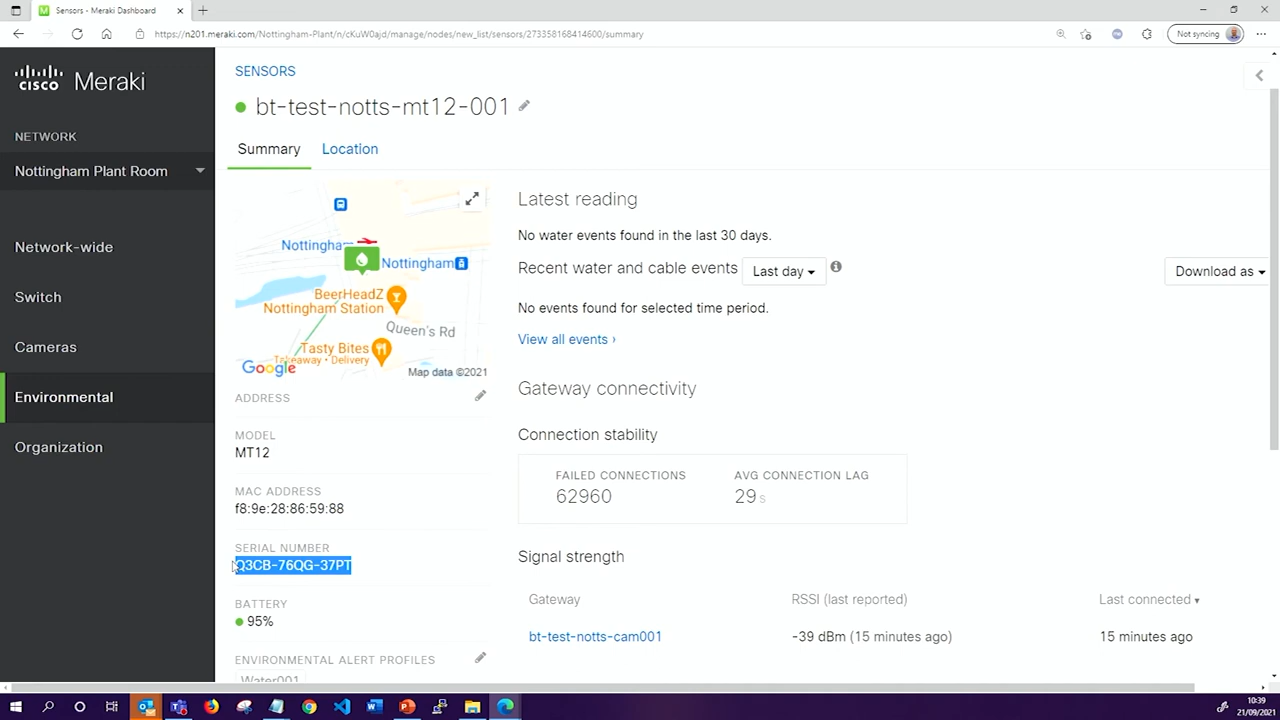 Sensors - Meraki Dashboard
https://n201.meraki.com/Nottingham-Plant/n/cKuW0ajd/manage/nodes/new_list/sensors/273358168414600/summary
Not syncing
CISCO Meraki
NETWORK
Nottingham Plant Room
Network-wide
Switch
Cameras
Environmental
Organization
SENSORS
bt-test-notts-mt12-001
Summary
Location
Nottingham
Nottingham
BeerHeadZ
Nottingham Station
Queen's Rd
Tasty Bites
Takeaway • Delivery
Google
Map data ©2021
ADDRESS
MODEL
MT12
MAC ADDRESS
f8:9e:28:86:59:88
SERIAL NUMBER
Q3CB-76QG-37PT
BATTERY
95%
ENVIRONMENTAL ALERT PROFILES
Water001
Latest reading
No water events found in the last 30 days.
Recent water and cable events Last day
Download as
No events found for selected time period.
View all events ›
Gateway connectivity
Connection stability
FAILED CONNECTIONS AVG CONNECTION LAG
62960 29 s
Signal strength
Gateway RSSI (last reported) Last connected
bt-test-notts-cam001 -39 dBm (15 minutes ago) 15 minutes ago
10:39
21/09/2021